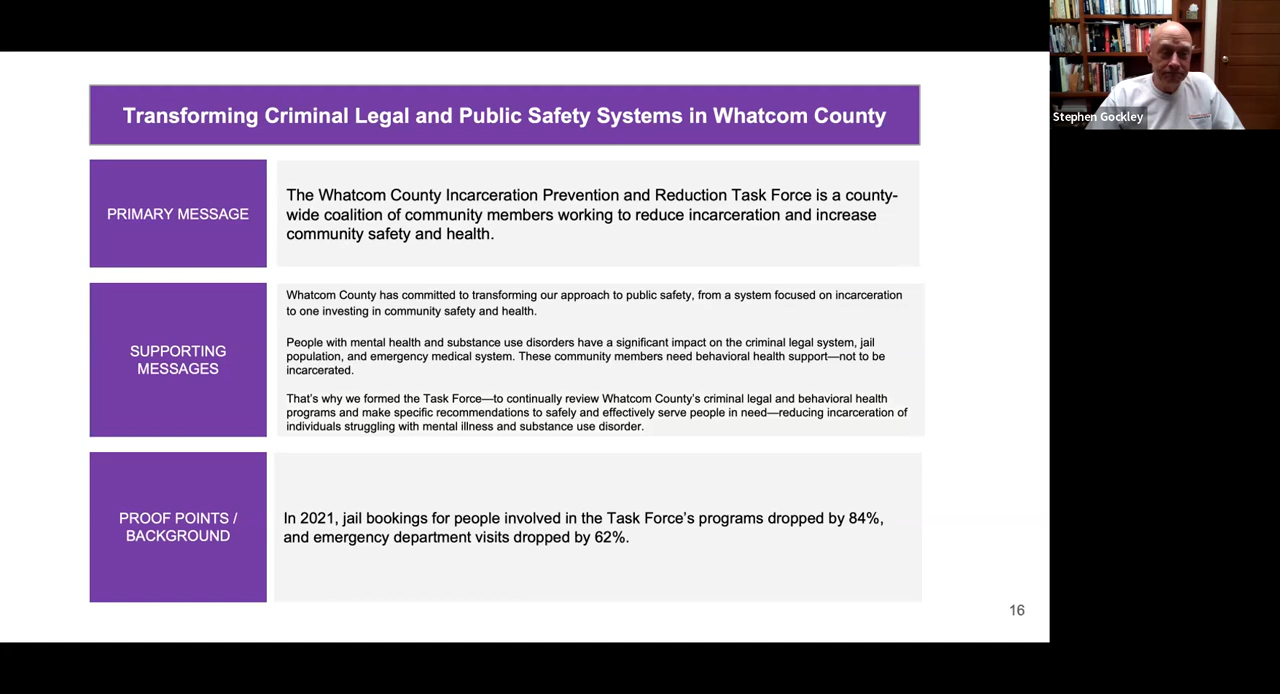 Transforming Criminal Legal and Public Safety Systems in Whatcom County
Stephen Gockley
PRIMARY MESSAGE
The Whatcom County Incarceration Prevention and Reduction Task Force is a county-
wide coalition of community members working to reduce incarceration and increase
community safety and health.
SUPPORTING
MESSAGES
Whatcom County has committed to transforming our approach to public safety, from a system focused on incarceration
to one investing in community safety and health.
People with mental health and substance use disorders have a significant impact on the criminal legal system, jail
population, and emergency medical system. These community members need behavioral health support—not to be
incarcerated.
That’s why we formed the Task Force—to continually review Whatcom County’s criminal legal and behavioral health
programs and make specific recommendations to safely and effectively serve people in need—reducing incarceration of
individuals struggling with mental illness and substance use disorder.
PROOF POINTS /
BACKGROUND
In 2021, jail bookings for people involved in the Task Force’s programs dropped by 84%,
and emergency department visits dropped by 62%.
16